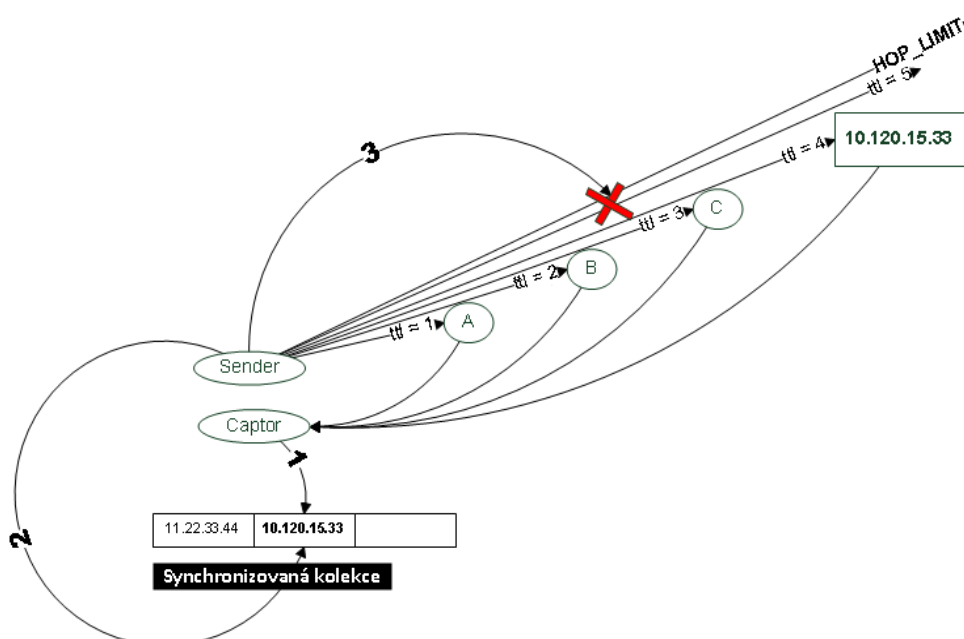 HOP_LIMIT
ttl = 5
10.120.15.33
ttl = 4
3
C
ttl = 3
B
ttl = 2
A
ttl = 1
Sender
Captor
1
11.22.33.44 10.120.15.33
2
Synchronizovaná kolekce